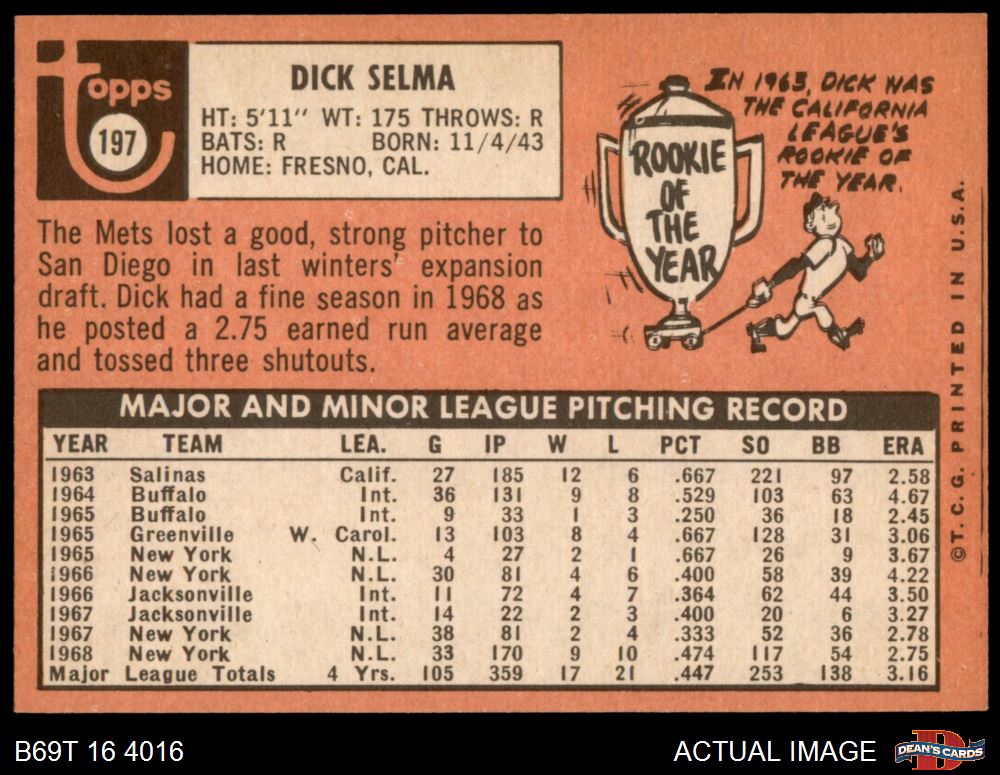 Topps
197
DICK SELMA
HT: 5'11" WT: 175 THROWS: R
BATS: R BORN: 11/4/43
HOME: FRESNO, CAL.
IN 1963, DICK WAS
THE CALIFORNIA
LEAGUE'S
ROOKIE OF
THE YEAR.
ROOKIE
OF
THE
YEAR
The Mets lost a good, strong pitcher to
San Diego in last winters' expansion
draft. Dick had a fine season in 1968 as
he posted a 2.75 earned run average
and tossed three shutouts.
MAJOR AND MINOR LEAGUE PITCHING RECORD
YEAR TEAM LEA. G IP W L PCT SO BB ERA
1963 Salinas Calif. 27 185 12 6 .667 221 97 2.58
1964 Buffalo Int. 36 131 9 8 .529 103 63 4.67
1965 Buffalo Int. 9 33 1 3 .250 36 18 2.45
1965 Greenville W. Carol. 13 103 8 4 .667 128 31 3.06
1965 New York N.L. 4 27 2 1 .667 26 9 3.67
1966 New York N.L. 30 81 4 6 .400 58 39 4.22
1966 Jacksonville Int. 11 72 4 7 .364 62 44 3.50
1967 Jacksonville Int. 14 22 2 3 .400 20 6 3.27
1967 New York N.L. 38 81 2 4 .333 52 36 2.78
1968 New York N.L. 33 170 9 10 .474 117 54 2.75
Major League Totals 4 Yrs. 105 359 17 21 .447 253 138 3.16
©T. C. G. PRINTED IN U.S.A.
B69T 16 4016
ACTUAL IMAGE
DEAN'S CARDS